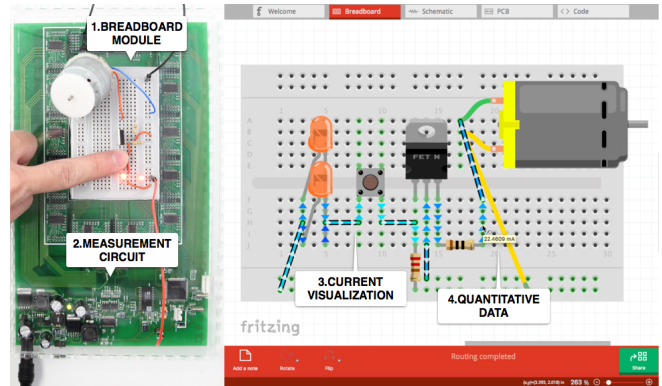 1.BREADBOARD
MODULE
2.MEASUREMENT
CIRCUIT
Welcome
Breadboard
Schematic
PCB
<> Code
1 5 10 15 20 25 30
FET N
22.4609 mA
3.CURRENT
VISUALIZATION
4.QUANTITATIVE
DATA
fritzing
Add a note
Rotate
Flip
Routing completed
Share
263 %